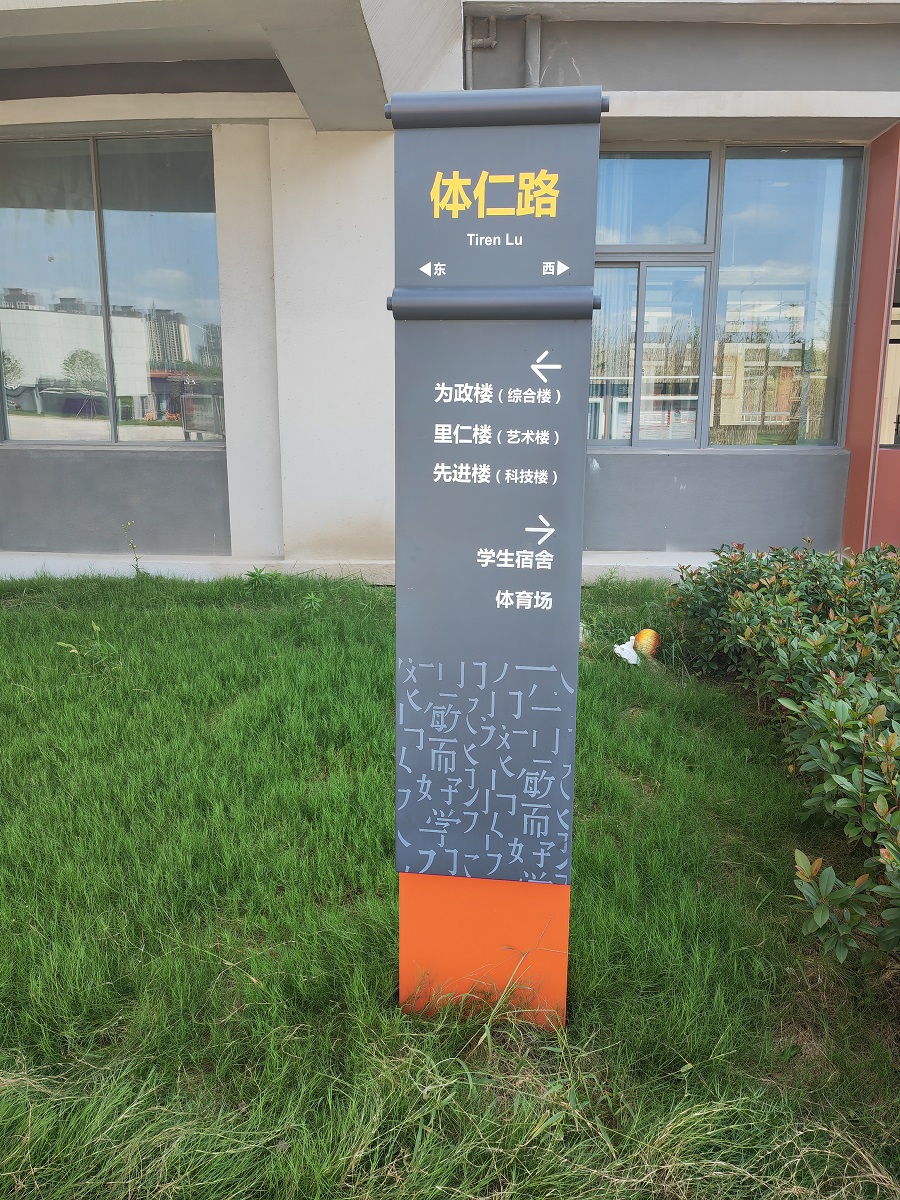 体仁路
Tiren Lu
◀东 西▶
←
为政楼（综合楼）
里仁楼（艺术楼）
先进楼（科技楼）
→
学生宿舍
体育场
敏
而 敏
好 而
学 好